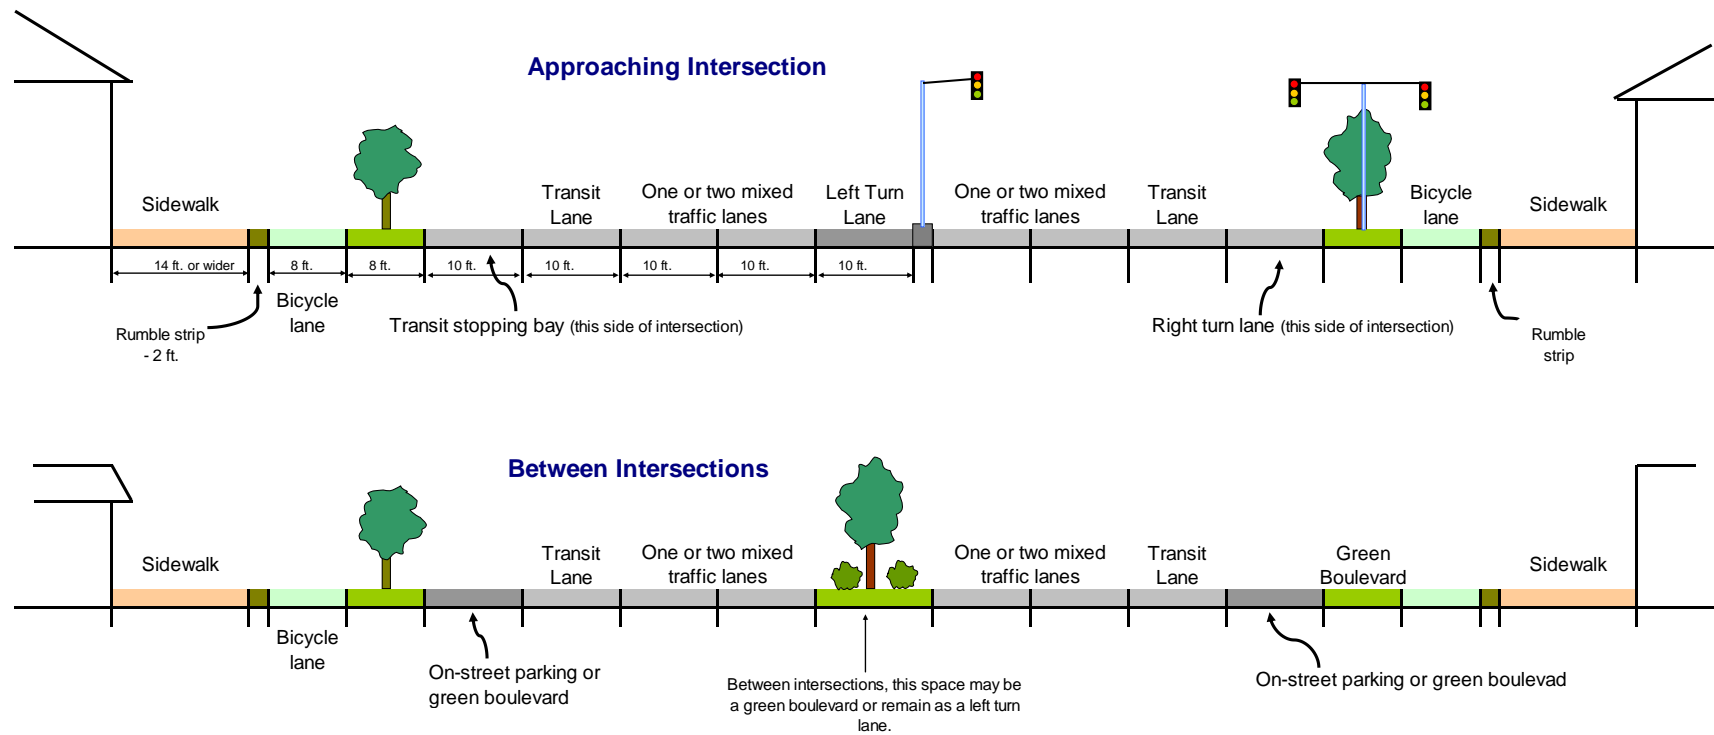 Approaching Intersection
Sidewalk
Transit
Lane
One or two mixed
traffic lanes
Left Turn
Lane
One or two mixed
traffic lanes
Transit
Lane
Bicycle
lane
Sidewalk
14 ft. or wider
8 ft.
8 ft.
10 ft.
10 ft.
10 ft.
10 ft.
10 ft.
Bicycle
lane
Rumble strip
- 2 ft.
Transit stopping bay (this side of intersection)
Right turn lane (this side of intersection)
Rumble
strip
Between Intersections
Sidewalk
Transit
Lane
One or two mixed
traffic lanes
One or two mixed
traffic lanes
Transit
Lane
Green
Boulevard
Sidewalk
Bicycle
lane
On-street parking or
green boulevard
Between intersections, this space may be
a green boulevard or remain as a left turn
lane.
On-street parking or green boulevad